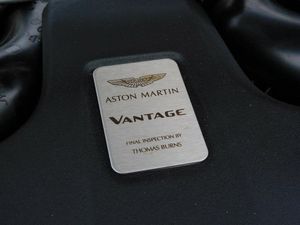 ASTON MARTIN
VANTAGE
FINAL INSPECTION BY
THOMAS BURNS